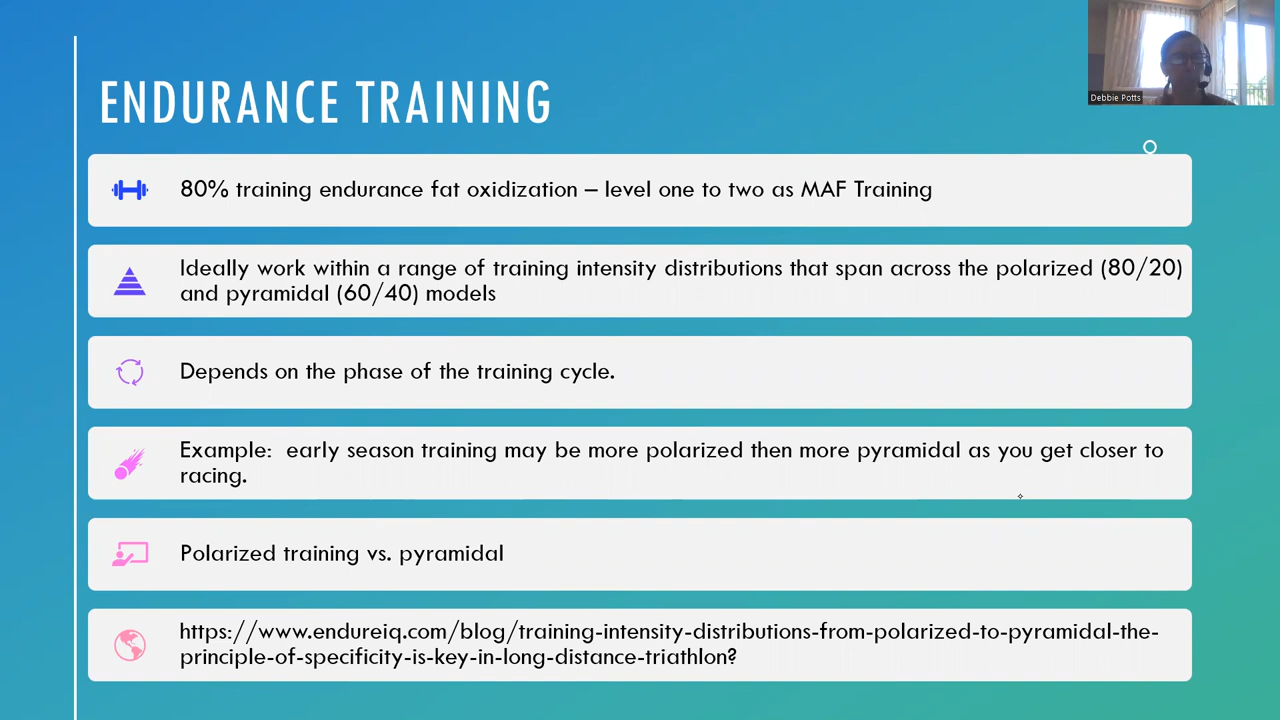 ENDURANCE TRAINING
Debbie Potts
80% training endurance fat oxidization – level one to two as MAF Training
Ideally work within a range of training intensity distributions that span across the polarized (80/20)
and pyramidal (60/40) models
Depends on the phase of the training cycle.
Example:  early season training may be more polarized then more pyramidal as you get closer to
racing.
Polarized training vs. pyramidal
https://www.endureiq.com/blog/training-intensity-distributions-from-polarized-to-pyramidal-the-
principle-of-specificity-is-key-in-long-distance-triathlon?